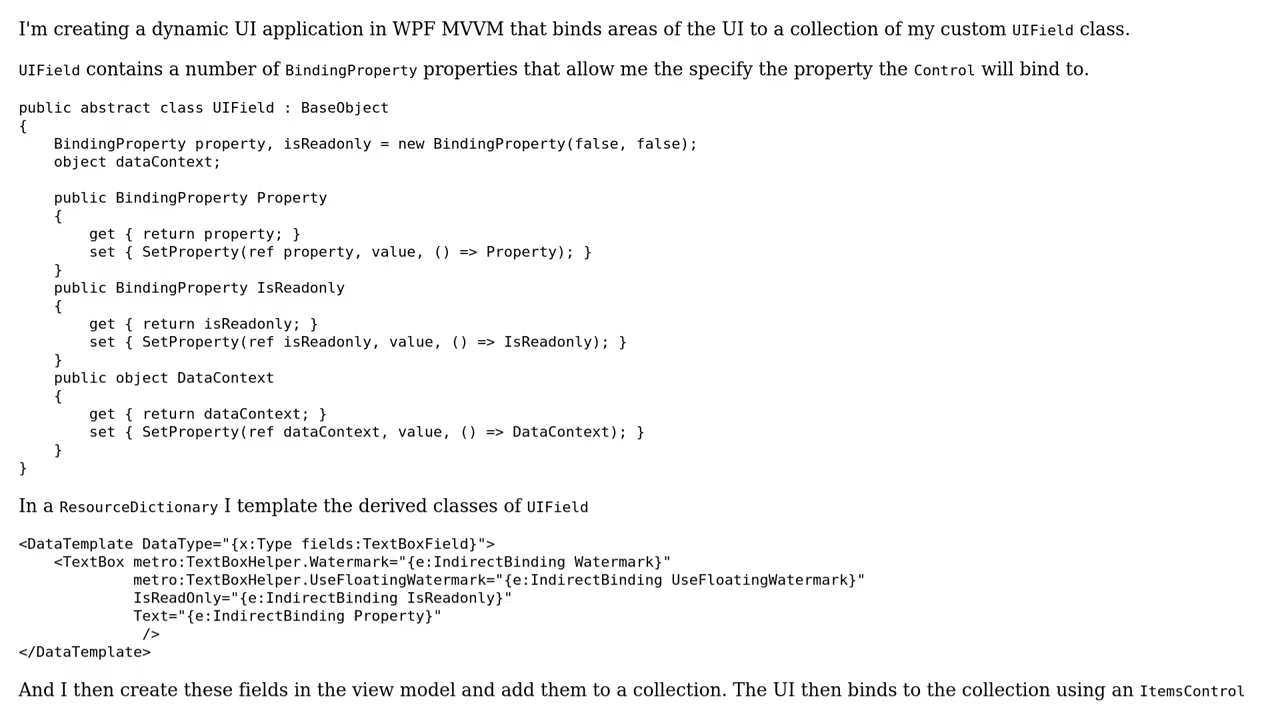 I'm creating a dynamic UI application in WPF MVVM that binds areas of the UI to a collection of my custom UIField class.
UIField contains a number of BindingProperty properties that allow me the specify the property the Control will bind to.
public abstract class UIField : BaseObject
{
    BindingProperty property, isReadonly = new BindingProperty(false, false);
    object dataContext;

    public BindingProperty Property
    {
        get { return property; }
        set { SetProperty(ref property, value, () => Property); }
    }
    public BindingProperty IsReadonly
    {
        get { return isReadonly; }
        set { SetProperty(ref isReadonly, value, () => IsReadonly); }
    }
    public object DataContext
    {
        get { return dataContext; }
        set { SetProperty(ref dataContext, value, () => DataContext); }
    }
}
In a ResourceDictionary I template the derived classes of UIField
<DataTemplate DataType="{x:Type fields:TextBoxField}">
    <TextBox metro:TextBoxHelper.Watermark="{e:IndirectBinding Watermark}"
             metro:TextBoxHelper.UseFloatingWatermark="{e:IndirectBinding UseFloatingWatermark}"
             IsReadOnly="{e:IndirectBinding IsReadonly}"
             Text="{e:IndirectBinding Property}"
              />
</DataTemplate>
And I then create these fields in the view model and add them to a collection. The UI then binds to the collection using an ItemsControl